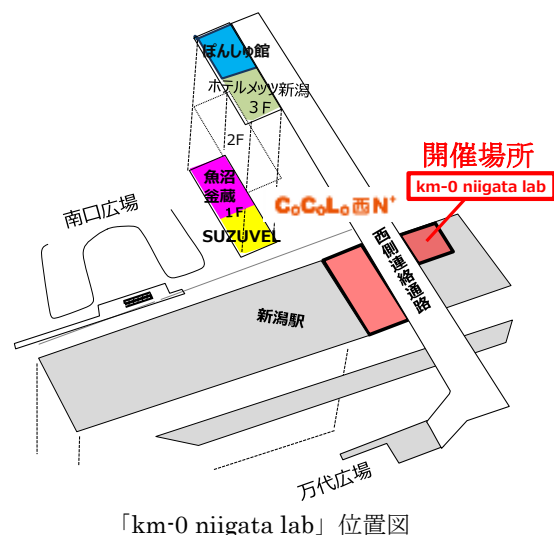 ぽんしゅ館
ホテルメッツ新潟
3F
2F
魚沼
釜蔵
1F
SUZUVEL
CoCoLo西N+
開催場所
km-0 niigata lab
南口広場
西側連絡通路
新潟駅
万代広場
「km-0 niigata lab」位置図